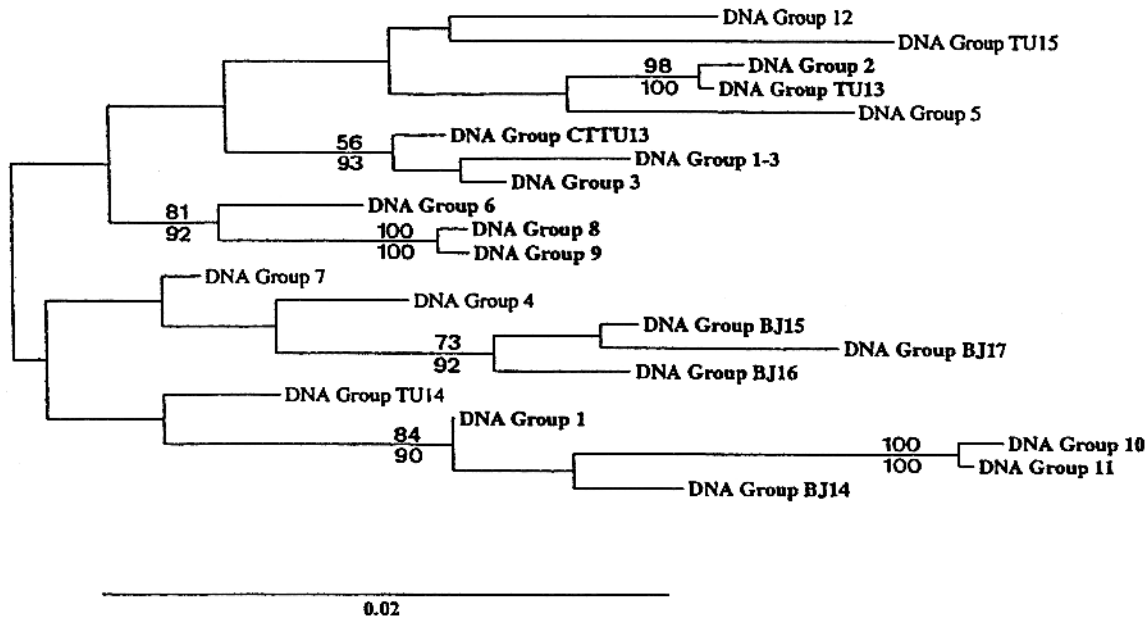 DNA Group 12
DNA Group TU15
98
DNA Group 2
100
DNA Group TU13
DNA Group 5
56
DNA Group CTTU13
93
DNA Group 1-3
DNA Group 3
81
DNA Group 6
92
100
DNA Group 8
100
DNA Group 9
DNA Group 7
DNA Group 4
DNA Group BJ15
73
DNA Group BJ17
92
DNA Group BJ16
DNA Group TU14
DNA Group 1
84
100
DNA Group 10
90
100
DNA Group 11
DNA Group BJ14
0.02